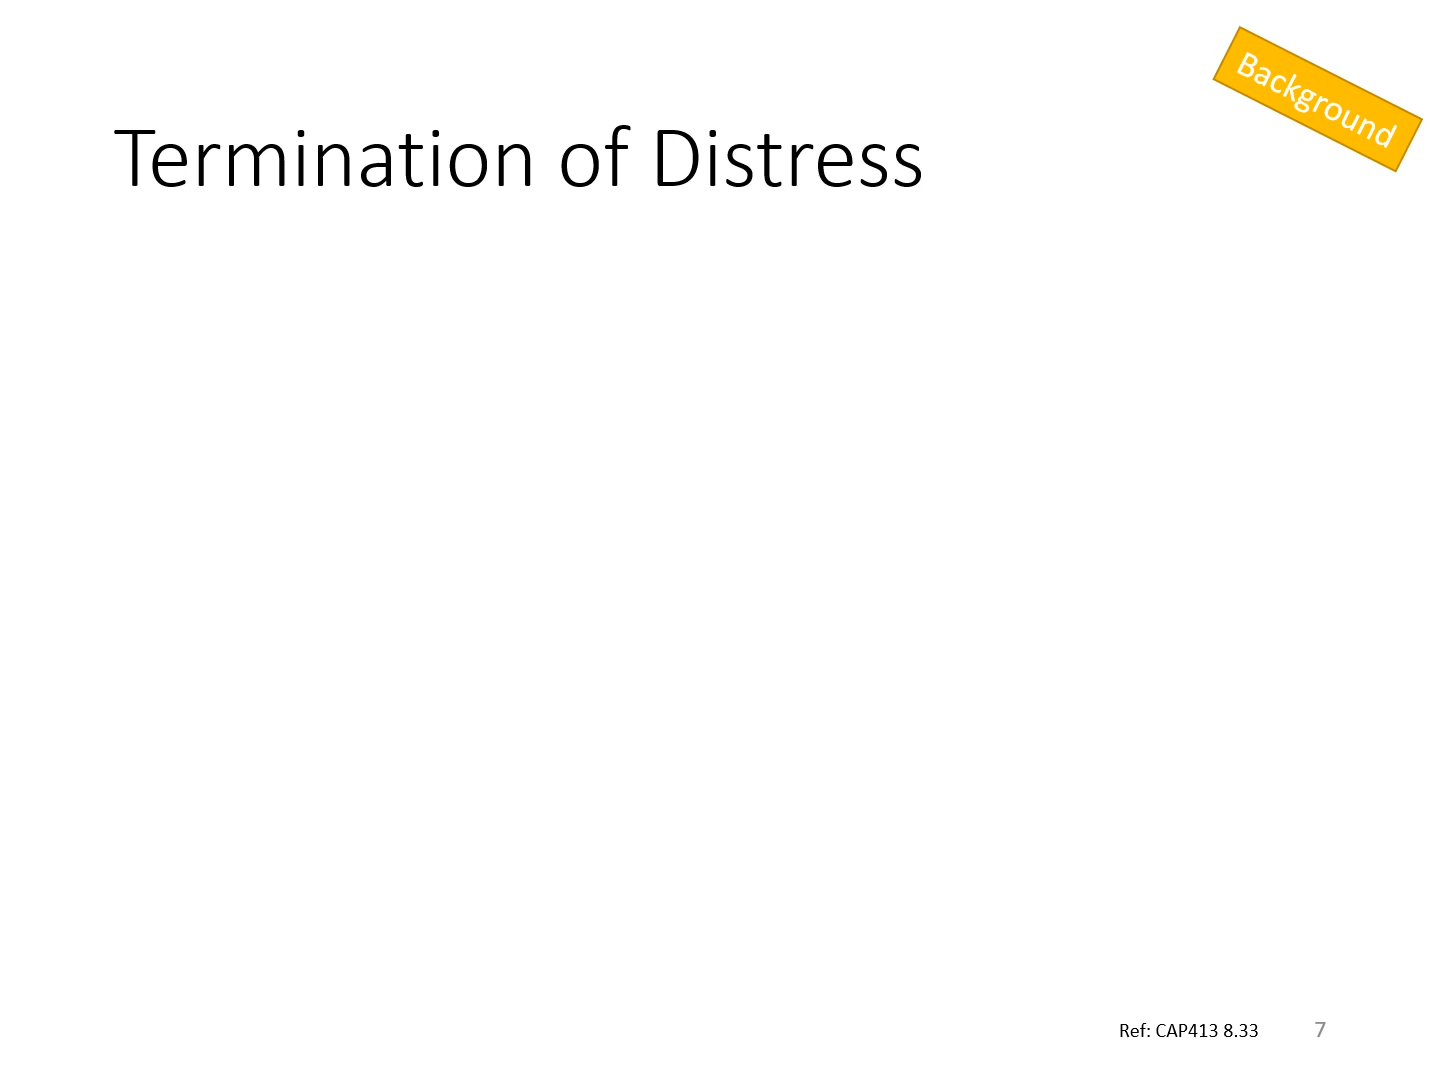 Background
Termination of Distress
Ref: CAP413 8.33
7